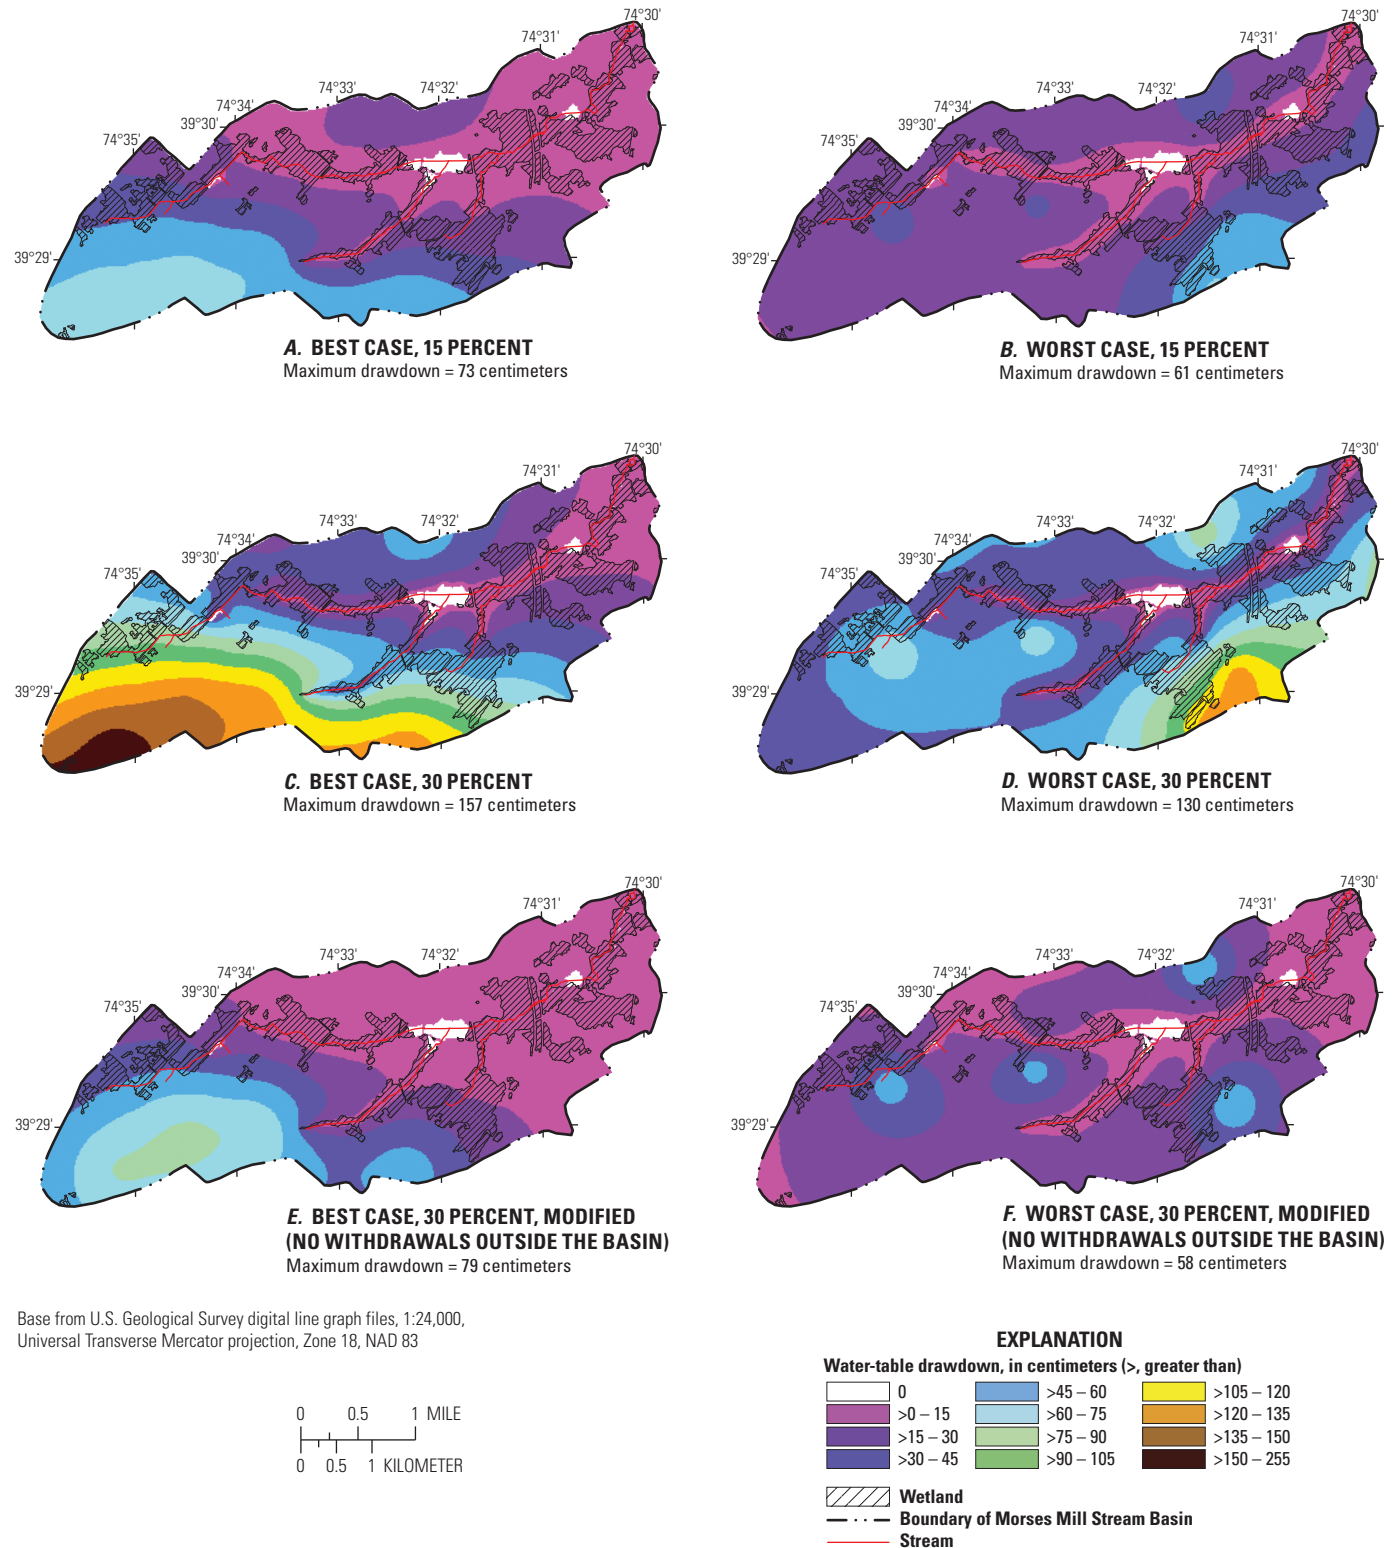 74°30'
74°31'
74°33'
74°32'
74°34'
39°30'
74°35'
39°29'
A. BEST CASE, 15 PERCENT
Maximum drawdown = 73 centimeters
74°30'
74°31'
74°33'
74°32'
74°34'
39°30'
74°35'
39°29'
B. WORST CASE, 15 PERCENT
Maximum drawdown = 61 centimeters
74°30'
74°31'
74°33'
74°32'
74°34'
39°30'
74°35'
39°29'
C. BEST CASE, 30 PERCENT
Maximum drawdown = 157 centimeters
74°30'
74°31'
74°33'
74°32'
74°34'
39°30'
74°35'
39°29'
D. WORST CASE, 30 PERCENT
Maximum drawdown = 130 centimeters
74°30'
74°31'
74°33'
74°32'
74°34'
39°30'
74°35'
39°29'
E. BEST CASE, 30 PERCENT, MODIFIED
(NO WITHDRAWALS OUTSIDE THE BASIN)
Maximum drawdown = 79 centimeters
74°30'
74°31'
74°33'
74°32'
74°34'
39°30'
74°35'
39°29'
F. WORST CASE, 30 PERCENT, MODIFIED
(NO WITHDRAWALS OUTSIDE THE BASIN)
Maximum drawdown = 58 centimeters
Base from U.S. Geological Survey digital line graph files, 1:24,000,
Universal Transverse Mercator projection, Zone 18, NAD 83
0 0.5 1 MILE
0 0.5 1 KILOMETER
EXPLANATION
Water-table drawdown, in centimeters (>, greater than)
0
>0 – 15
>15 – 30
>30 – 45
>45 – 60
>60 – 75
>75 – 90
>90 – 105
>105 – 120
>120 – 135
>135 – 150
>150 – 255
Wetland
Boundary of Morses Mill Stream Basin
Stream